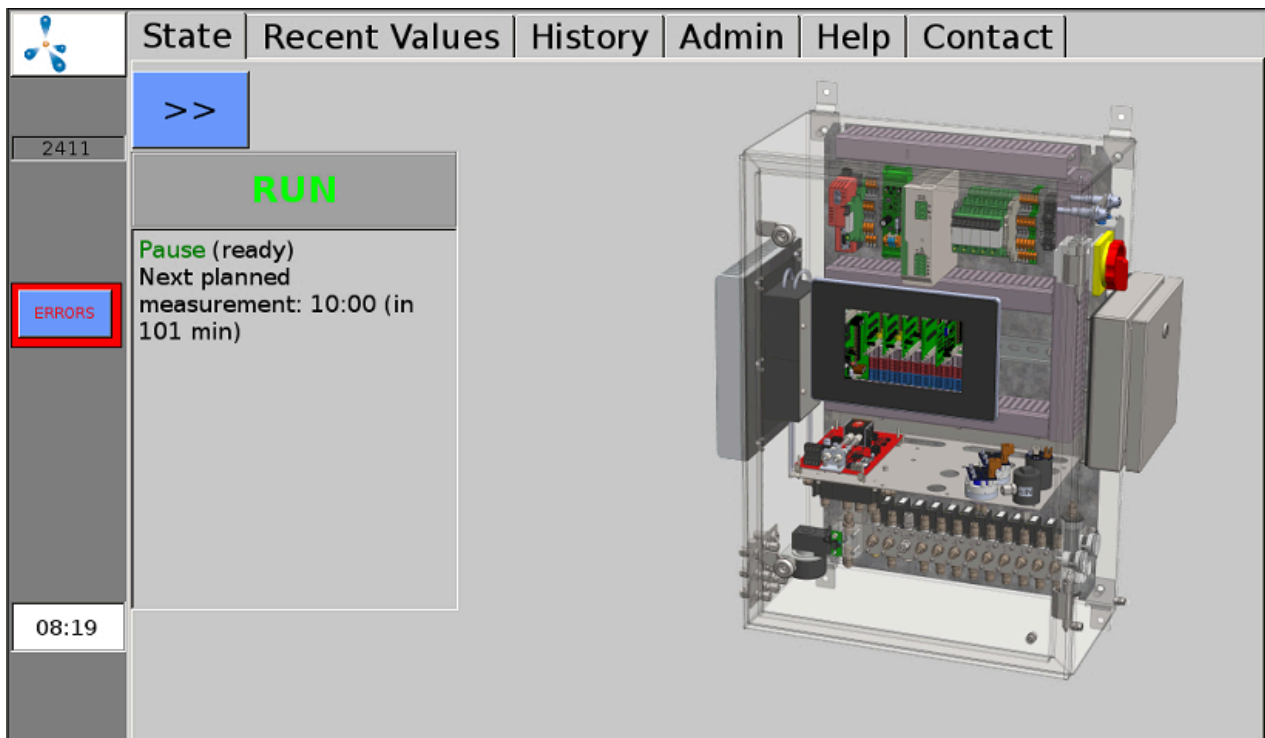 State
Recent Values
History
Admin
Help
Contact
>>
2411
RUN
Pause (ready)
Next planned
measurement: 10:00 (in
101 min)
ERRORS
08:19